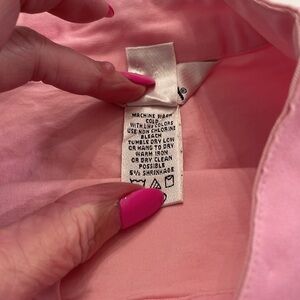 MACHINE WASH
COLD
WITH LIKE COLORS
USE NON CHLORINE
BLEACH
TUMBLE DRY LOW
OR HANG TO DRY
WARM IRON
OR DRY CLEAN
POSSIBLE
5% SHRINKAGE